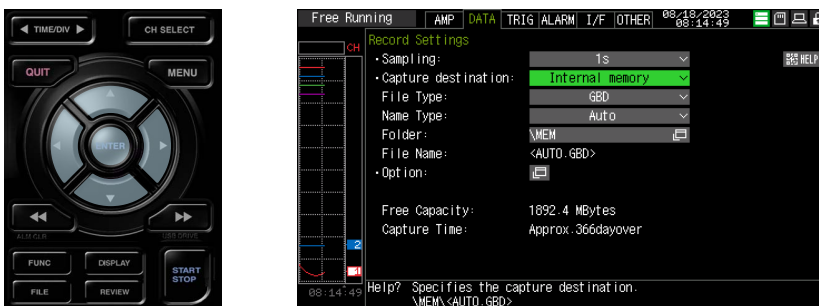 ◀ TIME/DIV ▶
CH SELECT
QUIT
MENU
ENTER
◀◀
▶▶
ALM.CLR
USB DRIVE
FUNC
DISPLAY
START
STOP
FILE
REVIEW
Free Running
AMP DATA TRIG ALARM I/F OTHER
08/18/2023
08:14:49
CH
Record Settings
・Sampling: 1s
HELP
・Capture destination: Internal memory
File Type: GBD
Name Type: Auto
Folder: \MEM
File Name: <AUTO.GBD>
・Option:
Free Capacity: 1892.4 MBytes
Capture Time: Approx.366dayover
2
08:14:49
Help? Specifies the capture destination.
\MEM\<AUTO.GBD>